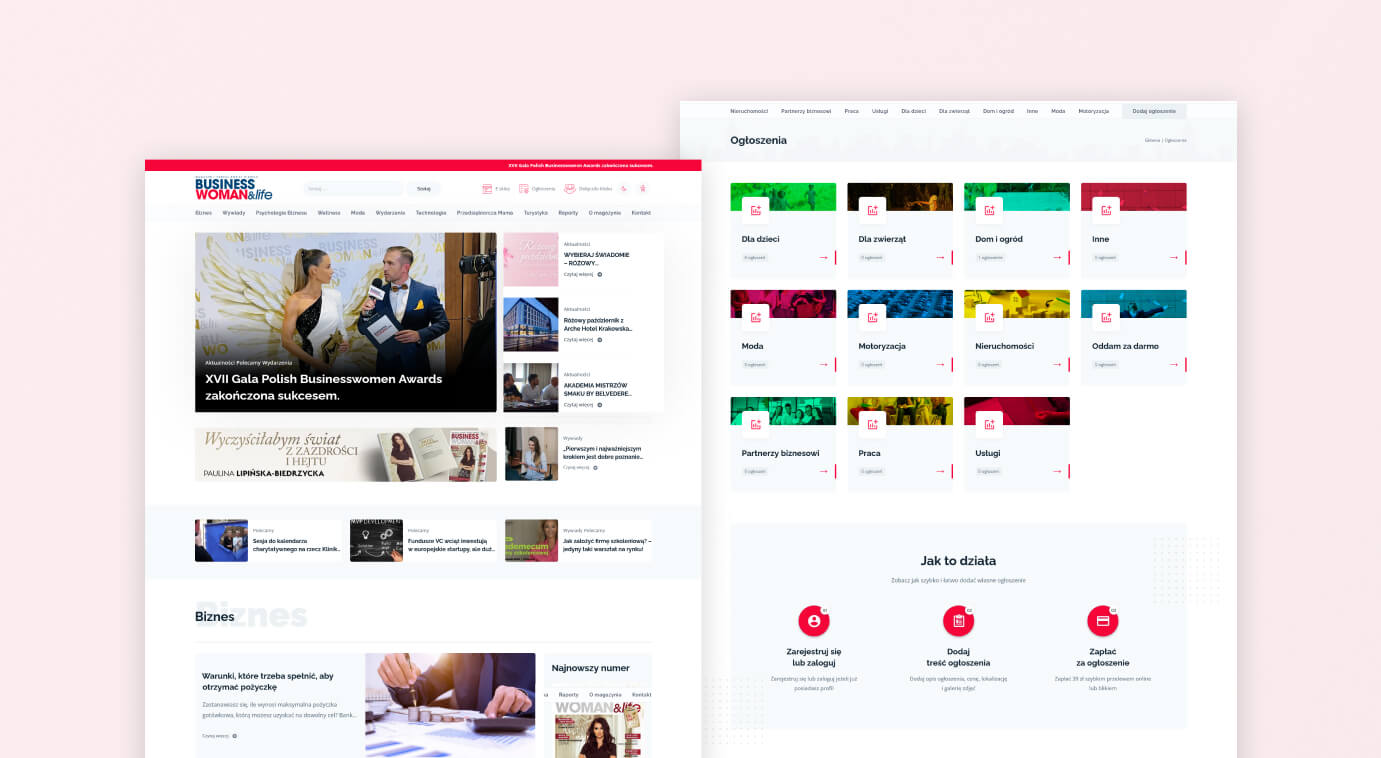 XVII Gala Polish Businesswomen Awards zakończona sukcesem.
BUSINESS
WOMAN&life
Szukaj ...
Szukaj
E-sklep
Ogłoszenia
Dołącz do klubu
Biznes Wywiady Psychologia Biznesu Wellness Moda Wydarzenia Technologie Przedsiębiorcza Mama Turystyka Raporty O magazynie Kontakt
Aktualności Polecamy Wydarzenia
XVII Gala Polish Businesswomen Awards
zakończona sukcesem.
Aktualności
WYBIERAJ ŚWIADOMIE
– RÓŻOWY...
Czytaj więcej
Aktualności
Różowy październik z
Arche Hotel Krakowska...
Czytaj więcej
Aktualności
AKADEMIA MISTRZÓW
SMAKU BY BELVEDERE...
Czytaj więcej
Wyczyściłabym świat
Z ZAZDROŚCI
I HEJTU
PAULINA LIPIŃSKA-BIEDRZYCKA
Wywiady
„Pierwszym i najważniejszym
krokiem jest dobre poznanie...
Czytaj więcej
Polecamy
Sesja do kalendarza
charytatywnego na rzecz Klinik...
Polecamy
Fundusze VC wciąż inwestują
w europejskie startupy, ale duż...
Wywiady Polecamy
Jak założyć firmę szkoleniową? –
jedyny taki warsztat na rynku!
Biznes
Biznes
Warunki, które trzeba spełnić, aby
otrzymać pożyczkę
Zastanawiasz się, ile wynosi maksymalna pożyczka
gotówkowa, którą możesz uzyskać na dowolny cel? Bank...
Czytaj więcej
Najnowszy numer
Raporty O magazynie Kontakt
WOMAN&life
Nieruchomości Partnerzy biznesowi Praca Usługi Dla dzieci Dla zwierząt Dom i ogród Inne Moda Motoryzacja Dodaj ogłoszenie
Ogłoszenia
Główna | Ogłoszenia
Dla dzieci
0 ogłoszeń
Dla zwierząt
0 ogłoszeń
Dom i ogród
1 ogłoszenie
Inne
0 ogłoszeń
Moda
0 ogłoszeń
Motoryzacja
0 ogłoszeń
Nieruchomości
0 ogłoszeń
Oddam za darmo
0 ogłoszeń
Partnerzy biznesowi
0 ogłoszeń
Praca
0 ogłoszeń
Usługi
0 ogłoszeń
Jak to działa
Zobacz jak szybko i łatwo dodać własne ogłoszenie
01
Zarejestruj się
lub zaloguj
Zarejestruj się lub zaloguj jeżeli już
posiadasz profil
02
Dodaj
treść ogłoszenia
Dodaj opis ogłoszenia, cenę, lokalizację
i galerię zdjęć
03
Zapłać
za ogłoszenie
Zapłać 39 zł szybkim przelewem online
lub blikiem